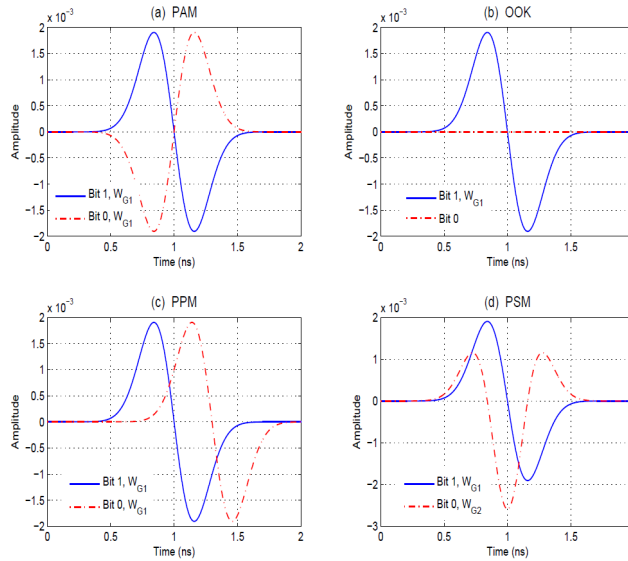 (a) PAM
x 10⁻³
2
1.5
1
0.5
0
−0.5
−1
−1.5
−2
Amplitude
Bit 1, W_G1
Bit 0, W_G1
0 0.5 1 1.5 2
Time (ns)
(b) OOK
x 10⁻³
2
1.5
1
0.5
0
−0.5
−1
−1.5
−2
Amplitude
Bit 1, W_G1
Bit 0
0 0.5 1 1.5
Time (ns)
(c) PPM
x 10⁻³
2
1.5
1
0.5
0
−0.5
−1
−1.5
−2
Amplitude
Bit 1, W_G1
Bit 0, W_G1
0 0.5 1 1.5 2
Time (ns)
(d) PSM
x 10⁻³
2
1
0
−1
−2
−3
Amplitude
Bit 1, W_G1
Bit 0, W_G2
0 0.5 1 1.5
Time (ns)